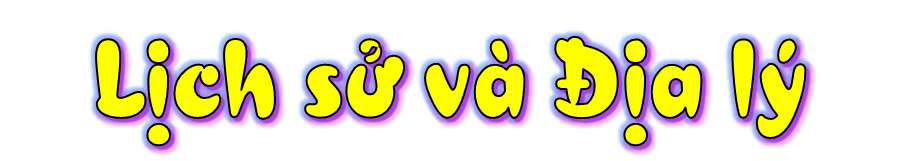 Lịch sử và Địa lý